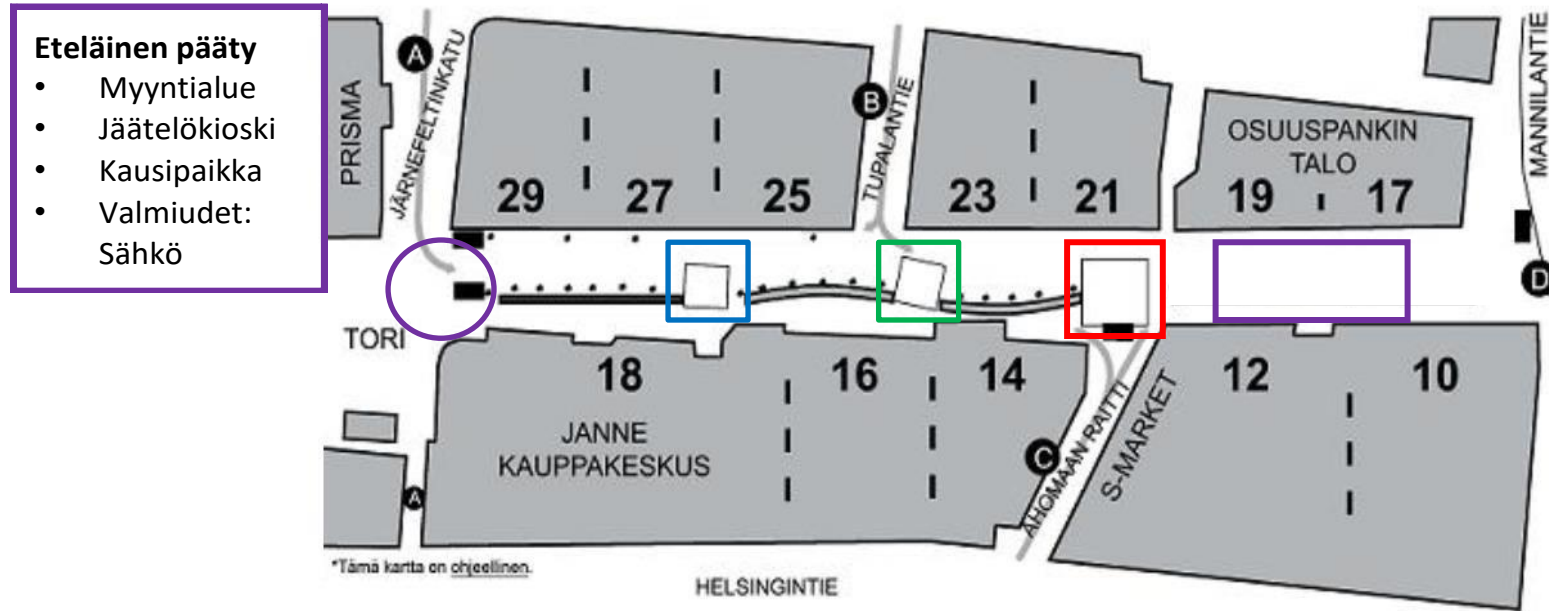 Eteläinen pääty
• Myyntialue
• Jäätelökioski
• Kausipaikka
• Valmiudet:
Sähkö
PRISMA
A
JÄRNEFELTINKATU
29
27
25
B
TUPALANTIE
23
21
OSUUSPANKIN
TALO
19
17
MANNILANTIE
D
TORI
18
16
14
12
10
JANNE
KAUPPAKESKUS
C
AHOMAAN RAITTI
S-MARKET
A
*Tämä kartta on ohjeellinen.
HELSINGINTIE